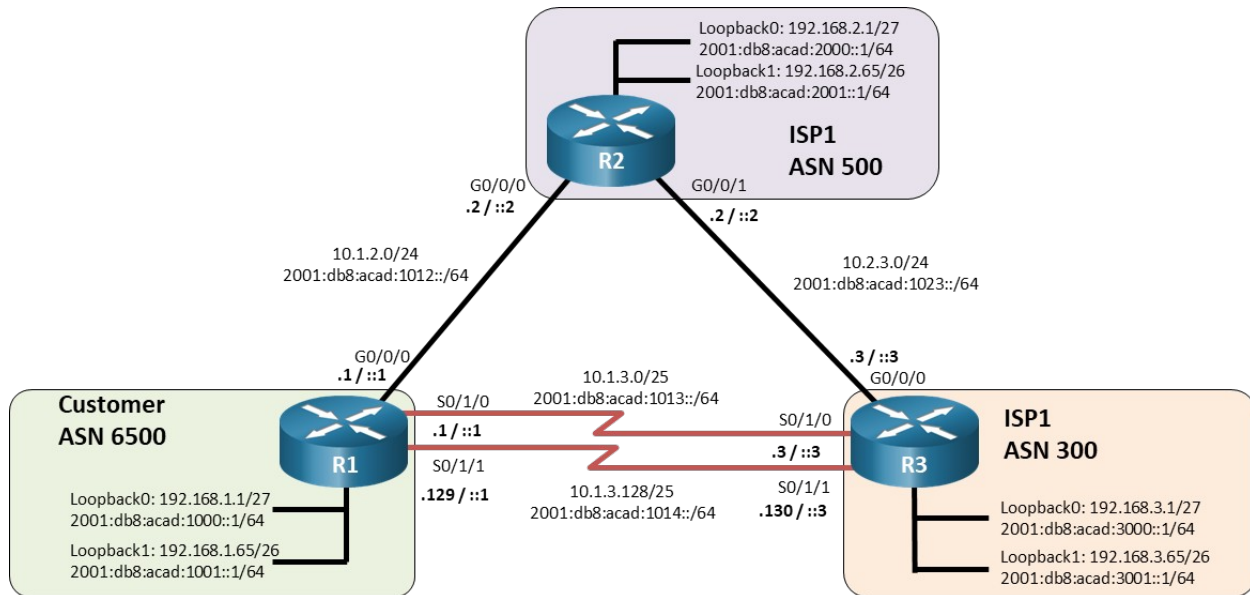 Loopback0: 192.168.2.1/27
2001:db8:acad:2000::1/64
Loopback1: 192.168.2.65/26
2001:db8:acad:2001::1/64
ISP1
ASN 500
R2
G0/0/0
.2 / ::2
G0/0/1
.2 / ::2
10.1.2.0/24
2001:db8:acad:1012::/64
10.2.3.0/24
2001:db8:acad:1023::/64
G0/0/0
.1 / ::1
.3 / ::3
G0/0/0
Customer
ASN 6500
R1
S0/1/0
.1 / ::1
10.1.3.0/25
2001:db8:acad:1013::/64
S0/1/0
.3 / ::3
S0/1/1
.129 / ::1
10.1.3.128/25
2001:db8:acad:1014::/64
S0/1/1
.130 / ::3
R3
ISP1
ASN 300
Loopback0: 192.168.1.1/27
2001:db8:acad:1000::1/64
Loopback1: 192.168.1.65/26
2001:db8:acad:1001::1/64
Loopback0: 192.168.3.1/27
2001:db8:acad:3000::1/64
Loopback1: 192.168.3.65/26
2001:db8:acad:3001::1/64